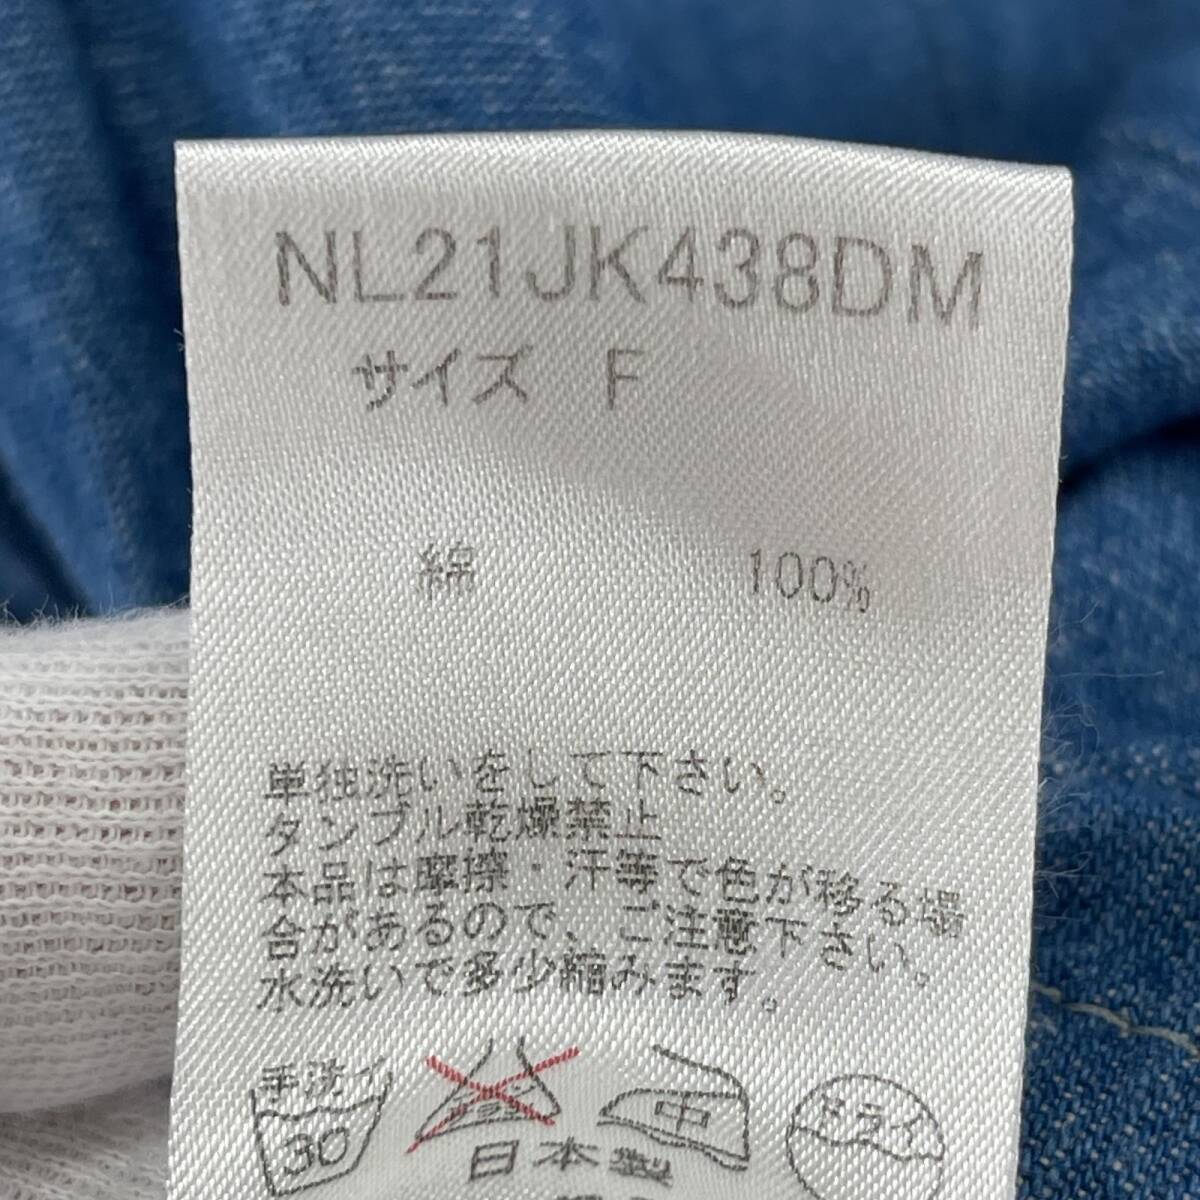 NL21JK438DM
サイズ F
綿 100%
単独洗いをして下さい。
タンブル乾燥禁止
本品は摩擦・汗等で色が移る場
合があるので、ご注意下さい。
水洗いで多少縮みます。
手洗イ
30
中
ドライ
日本製